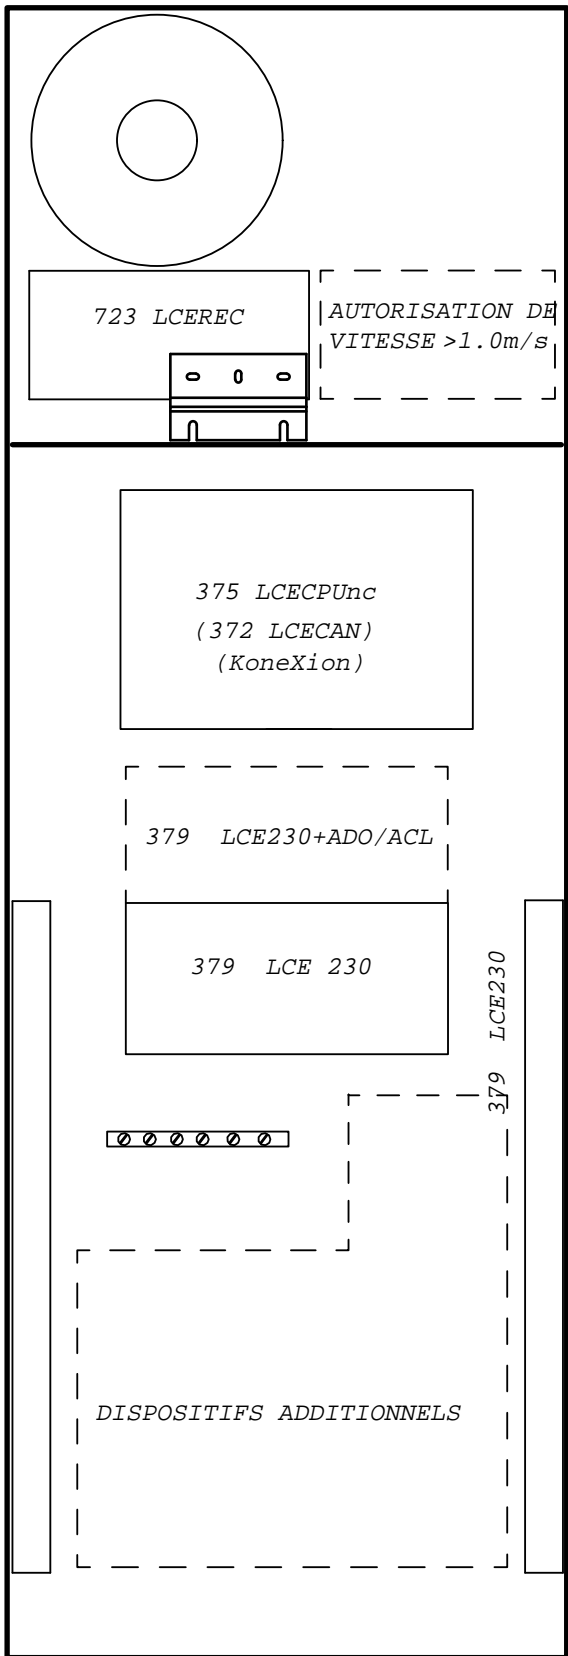 723 LCEREC
AUTORISATION DE
VITESSE >1.0m/s
375 LCECPUnc
(372 LCECAN)
(KoneXion)
379 LCE230+ADO/ACL
379 LCE 230
379 LCE230
DISPOSITIFS ADDITIONNELS